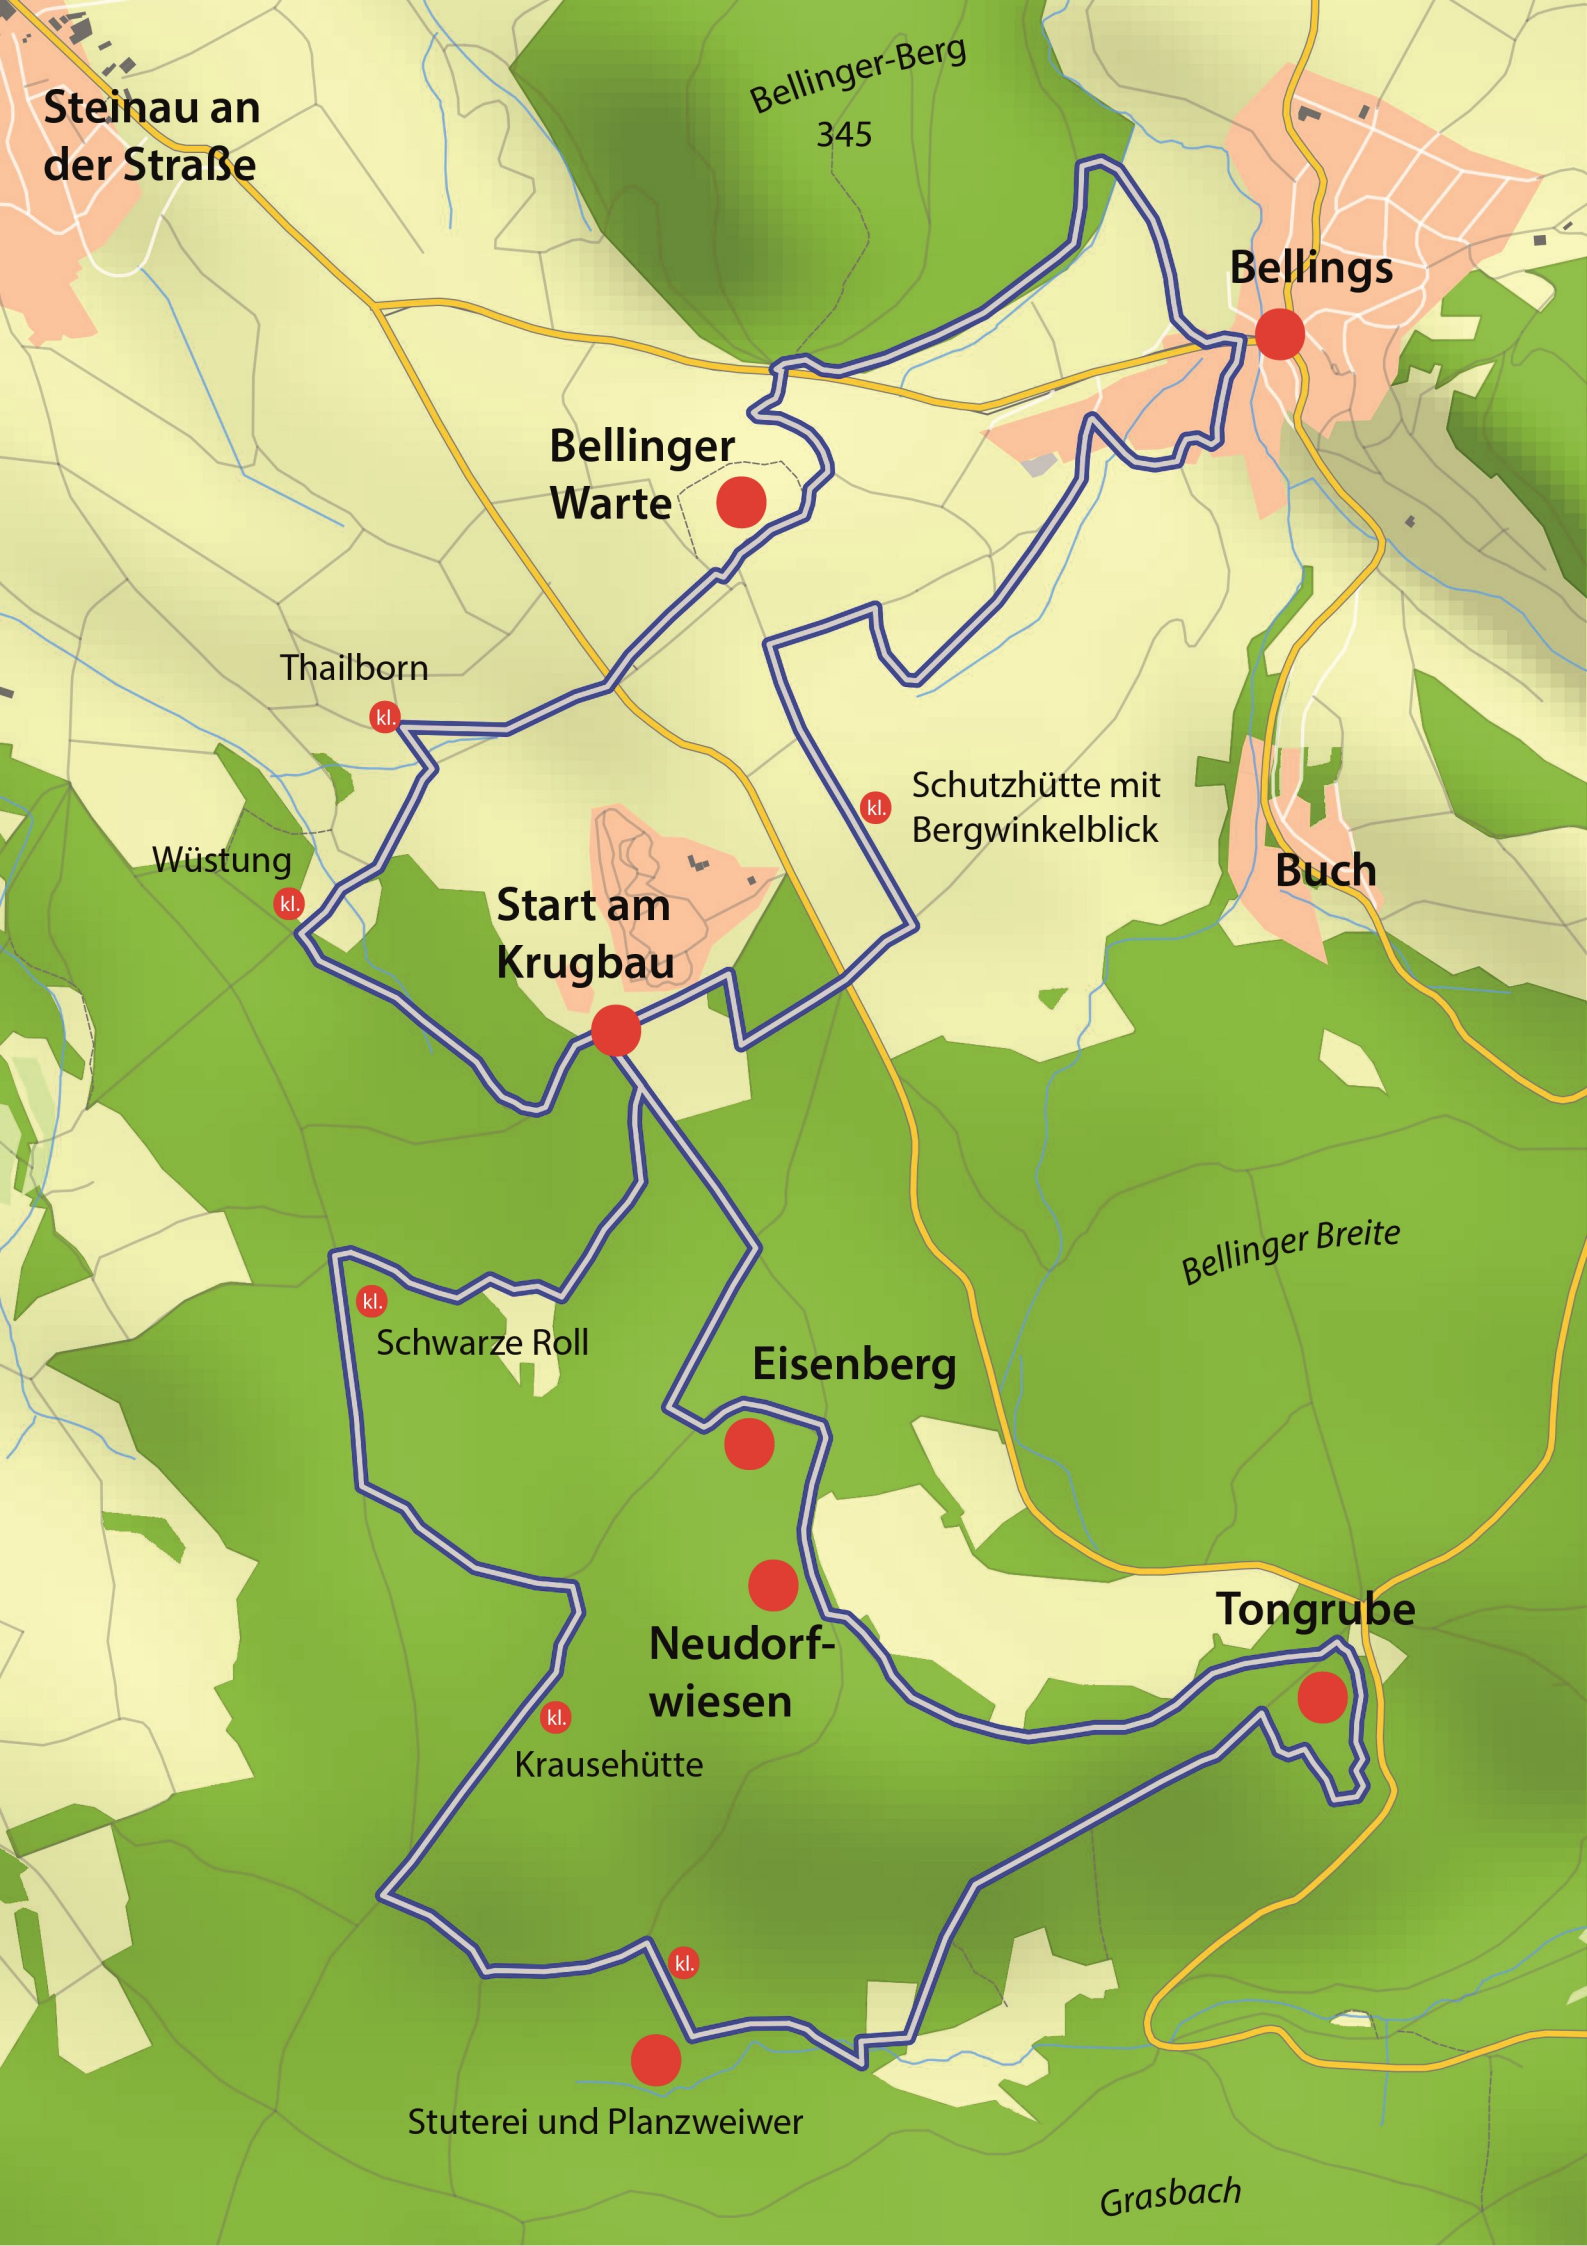 Bellinger-Berg
345
Steinau an
der Straße
Bellings
Bellinger
Warte
Thailborn
kl.
Schutzhütte mit
Bergwinkelblick
kl.
Wüstung
kl.
Buch
Start am
Krugbau
Bellinger Breite
kl.
Schwarze Roll
Eisenberg
Tongrube
Neudorf-
wiesen
kl.
Krausehütte
kl.
Stuterei und Planzweiwer
Grasbach